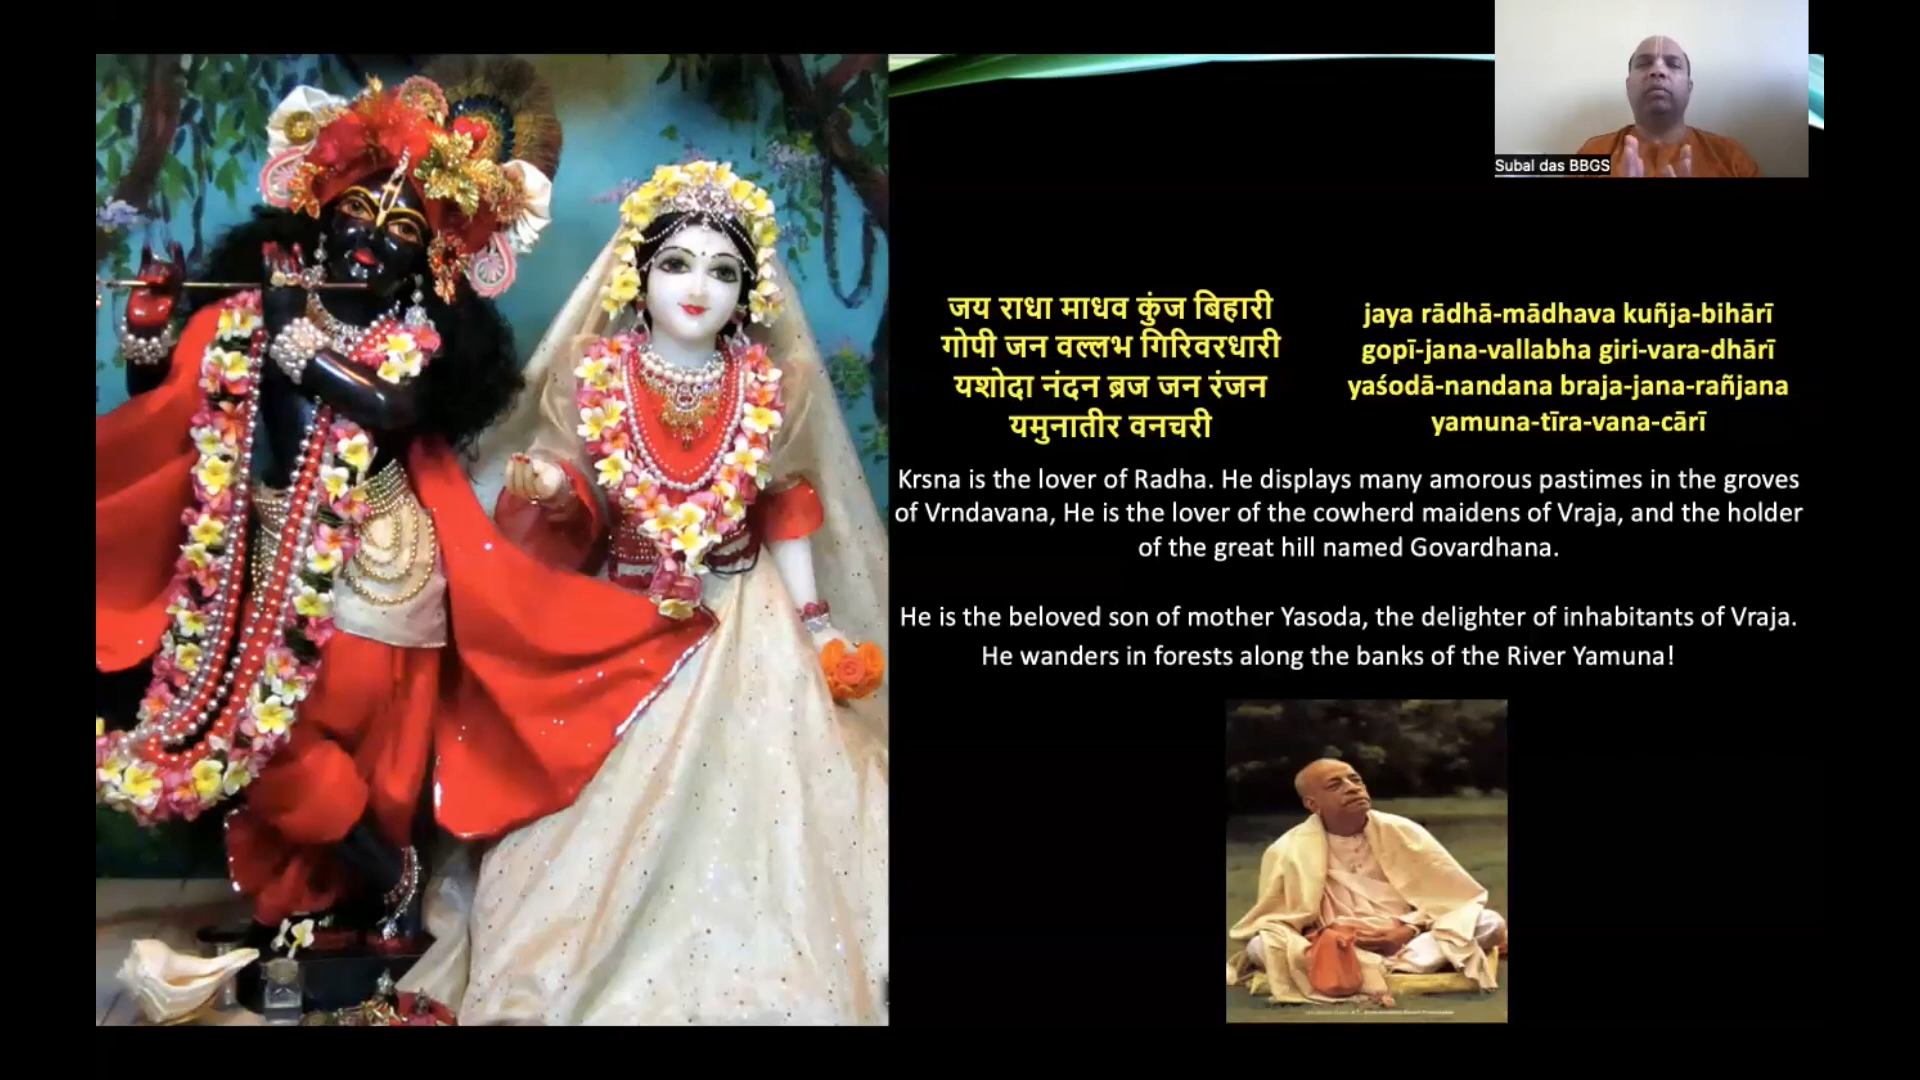 Subal das BBGS
जय राधा माधव कुंज बिहारी
गोपी जन वल्लभ गिरिवरधारी
यशोदा नंदन ब्रज जन रंजन
यमुनातीर वनचरी
jaya rādhā-mādhava kuñja-bihārī
gopī-jana-vallabha giri-vara-dhārī
yaśodā-nandana braja-jana-rañjana
yamuna-tīra-vana-cārī
Krsna is the lover of Radha. He displays many amorous pastimes in the groves
of Vrndavana, He is the lover of the cowherd maidens of Vraja, and the holder
of the great hill named Govardhana.
He is the beloved son of mother Yasoda, the delighter of inhabitants of Vraja.
He wanders in forests along the banks of the River Yamuna!